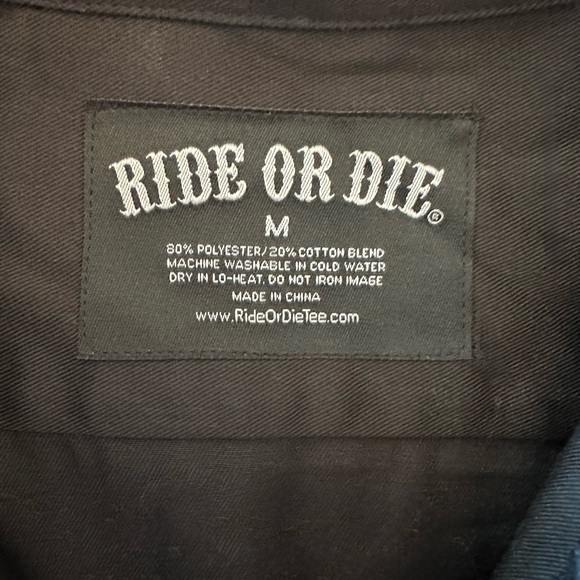 RIDE OR DIE®
M
80% POLYESTER/20% COTTON BLEND
MACHINE WASHABLE IN COLD WATER
DRY IN LO-HEAT. DO NOT IRON IMAGE
MADE IN CHINA
www.RideOrDieTee.com